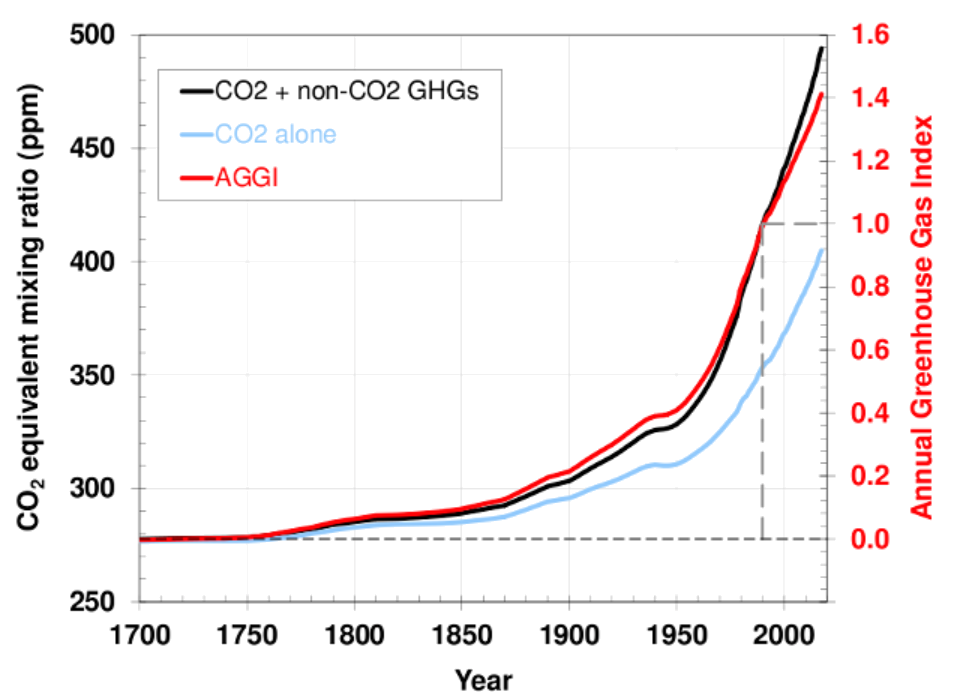 500
450
400
350
300
250
CO2 equivalent mixing ratio (ppm)
CO2 + non-CO2 GHGs
CO2 alone
AGGI
1.6
1.4
1.2
1.0
0.8
0.6
0.4
0.2
0.0
Annual Greenhouse Gas Index
1700 1750 1800 1850 1900 1950 2000
Year